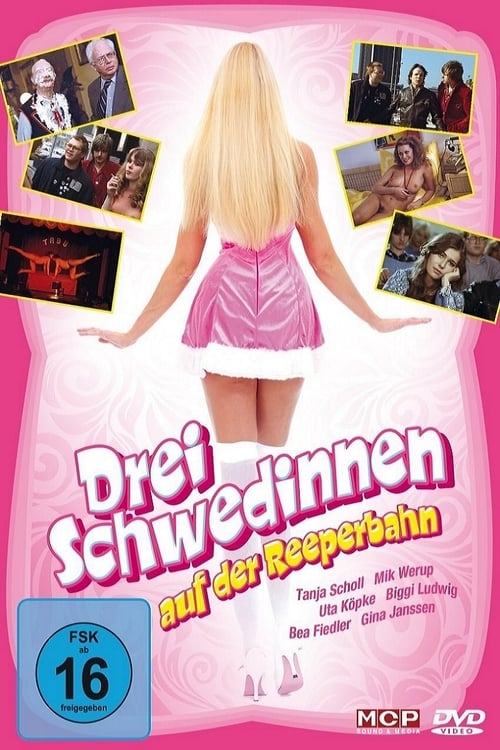 TABU
Drei
Schwedinnen
auf der Reeperbahn
Tanja Scholl Mik Werup
Uta Köpke Biggi Ludwig
Bea Fiedler Gina Janssen
FSK
ab
16
freigegeben
MCP
SOUND & MEDIA
DVD
VIDEO